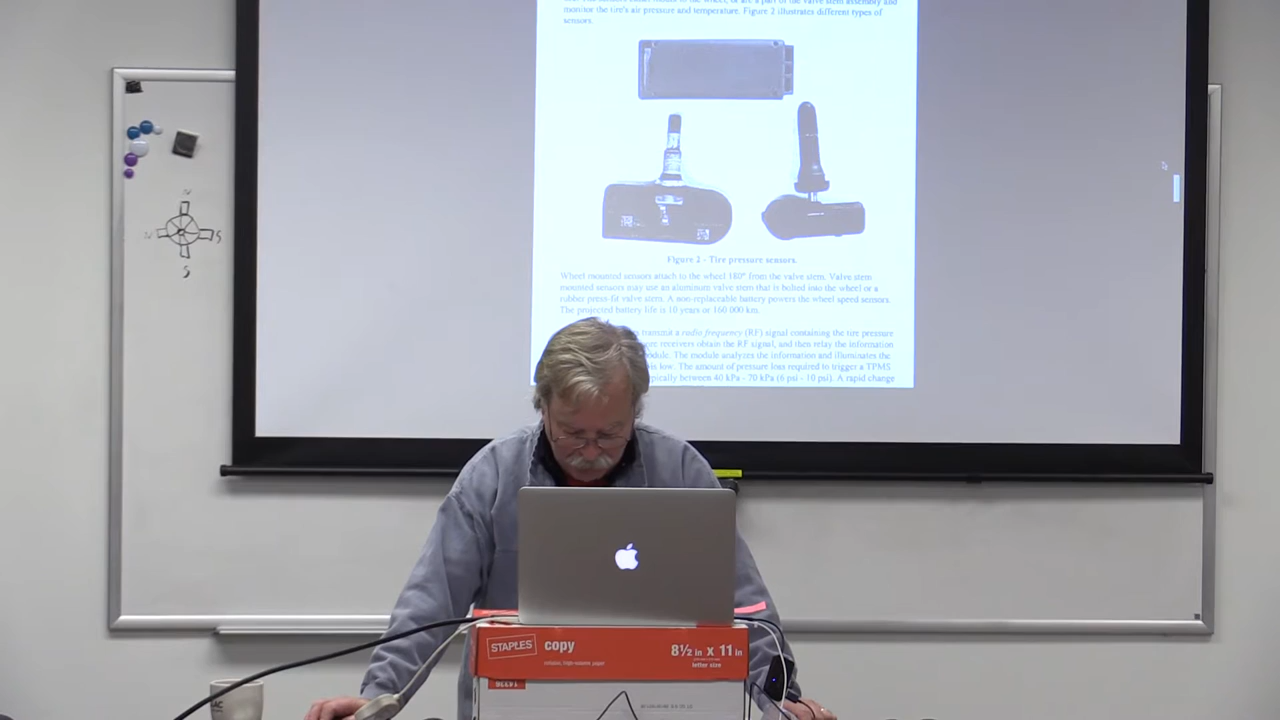 monitor the tire's air pressure and temperature. Figure 2 illustrates different types of
sensors.
Figure 2 - Tire pressure sensors.
Wheel mounted sensors attach to the wheel 180° from the valve stem. Valve stem
mounted sensors may use an aluminum valve stem that is bolted into the wheel or a
rubber press-fit valve stem. A non-replaceable battery powers the wheel speed sensors.
The projected battery life is 10 years or 160 000 km.
transmit a radio frequency (RF) signal containing the tire pressure
receivers obtain the RF signal, and then relay the information
module. The module analyzes the information and illuminates the
is low. The amount of pressure loss required to trigger a TPMS
typically between 40 kPa - 70 kPa (6 psi - 10 psi). A rapid change
N
S
S
STAPLES
copy
8½ in x 11 in
letter size